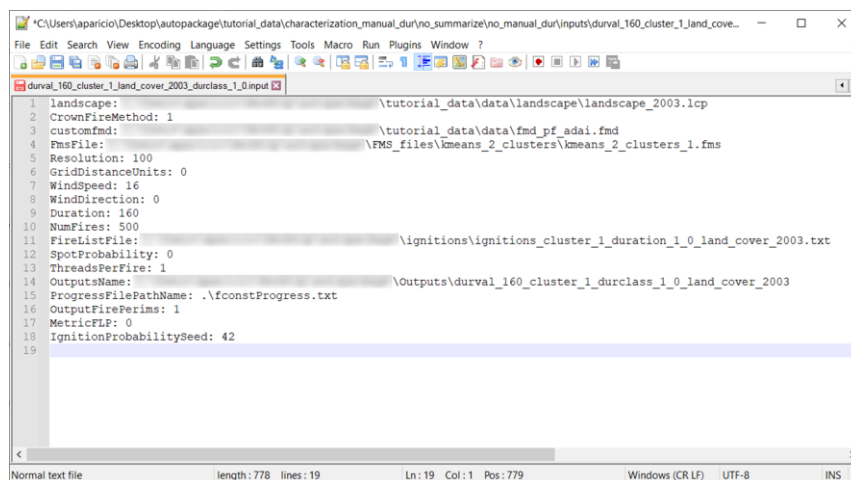 *C:\Users\aparicio\Desktop\autopackage\tutorial_data\characterization_manual_dur\no_summarize\no_manual_dur\inputs\durval_160_cluster_1_land_cove...
File Edit Search View Encoding Language Settings Tools Macro Run Plugins Window ?
durval_160_cluster_1_land_cover_2003_durclass_1_0.input
1 landscape: \tutorial_data\data\landscape\landscape_2003.lcp
2 CrownFireMethod: 1
3 customfmd: \tutorial_data\data\fmd_pf_adai.fmd
4 FmsFile: \FMS_files\kmeans_2_clusters\kmeans_2_clusters_1.fms
5 Resolution: 100
6 GridDistanceUnits: 0
7 WindSpeed: 16
8 WindDirection: 0
9 Duration: 160
10 NumFires: 500
11 FireListFile: \ignitions\ignitions_cluster_1_duration_1_0_land_cover_2003.txt
12 SpotProbability: 0
13 ThreadsPerFire: 1
14 OutputsName: \Outputs\durval_160_cluster_1_durclass_1_0_land_cover_2003
15 ProgressFilePathName: .\fconstProgress.txt
16 OutputFirePerims: 1
17 MetricFLP: 0
18 IgnitionProbabilitySeed: 42
19
Normal text file length : 778 lines : 19 Ln : 19 Col : 1 Pos : 779 Windows (CR LF) UTF-8 INS